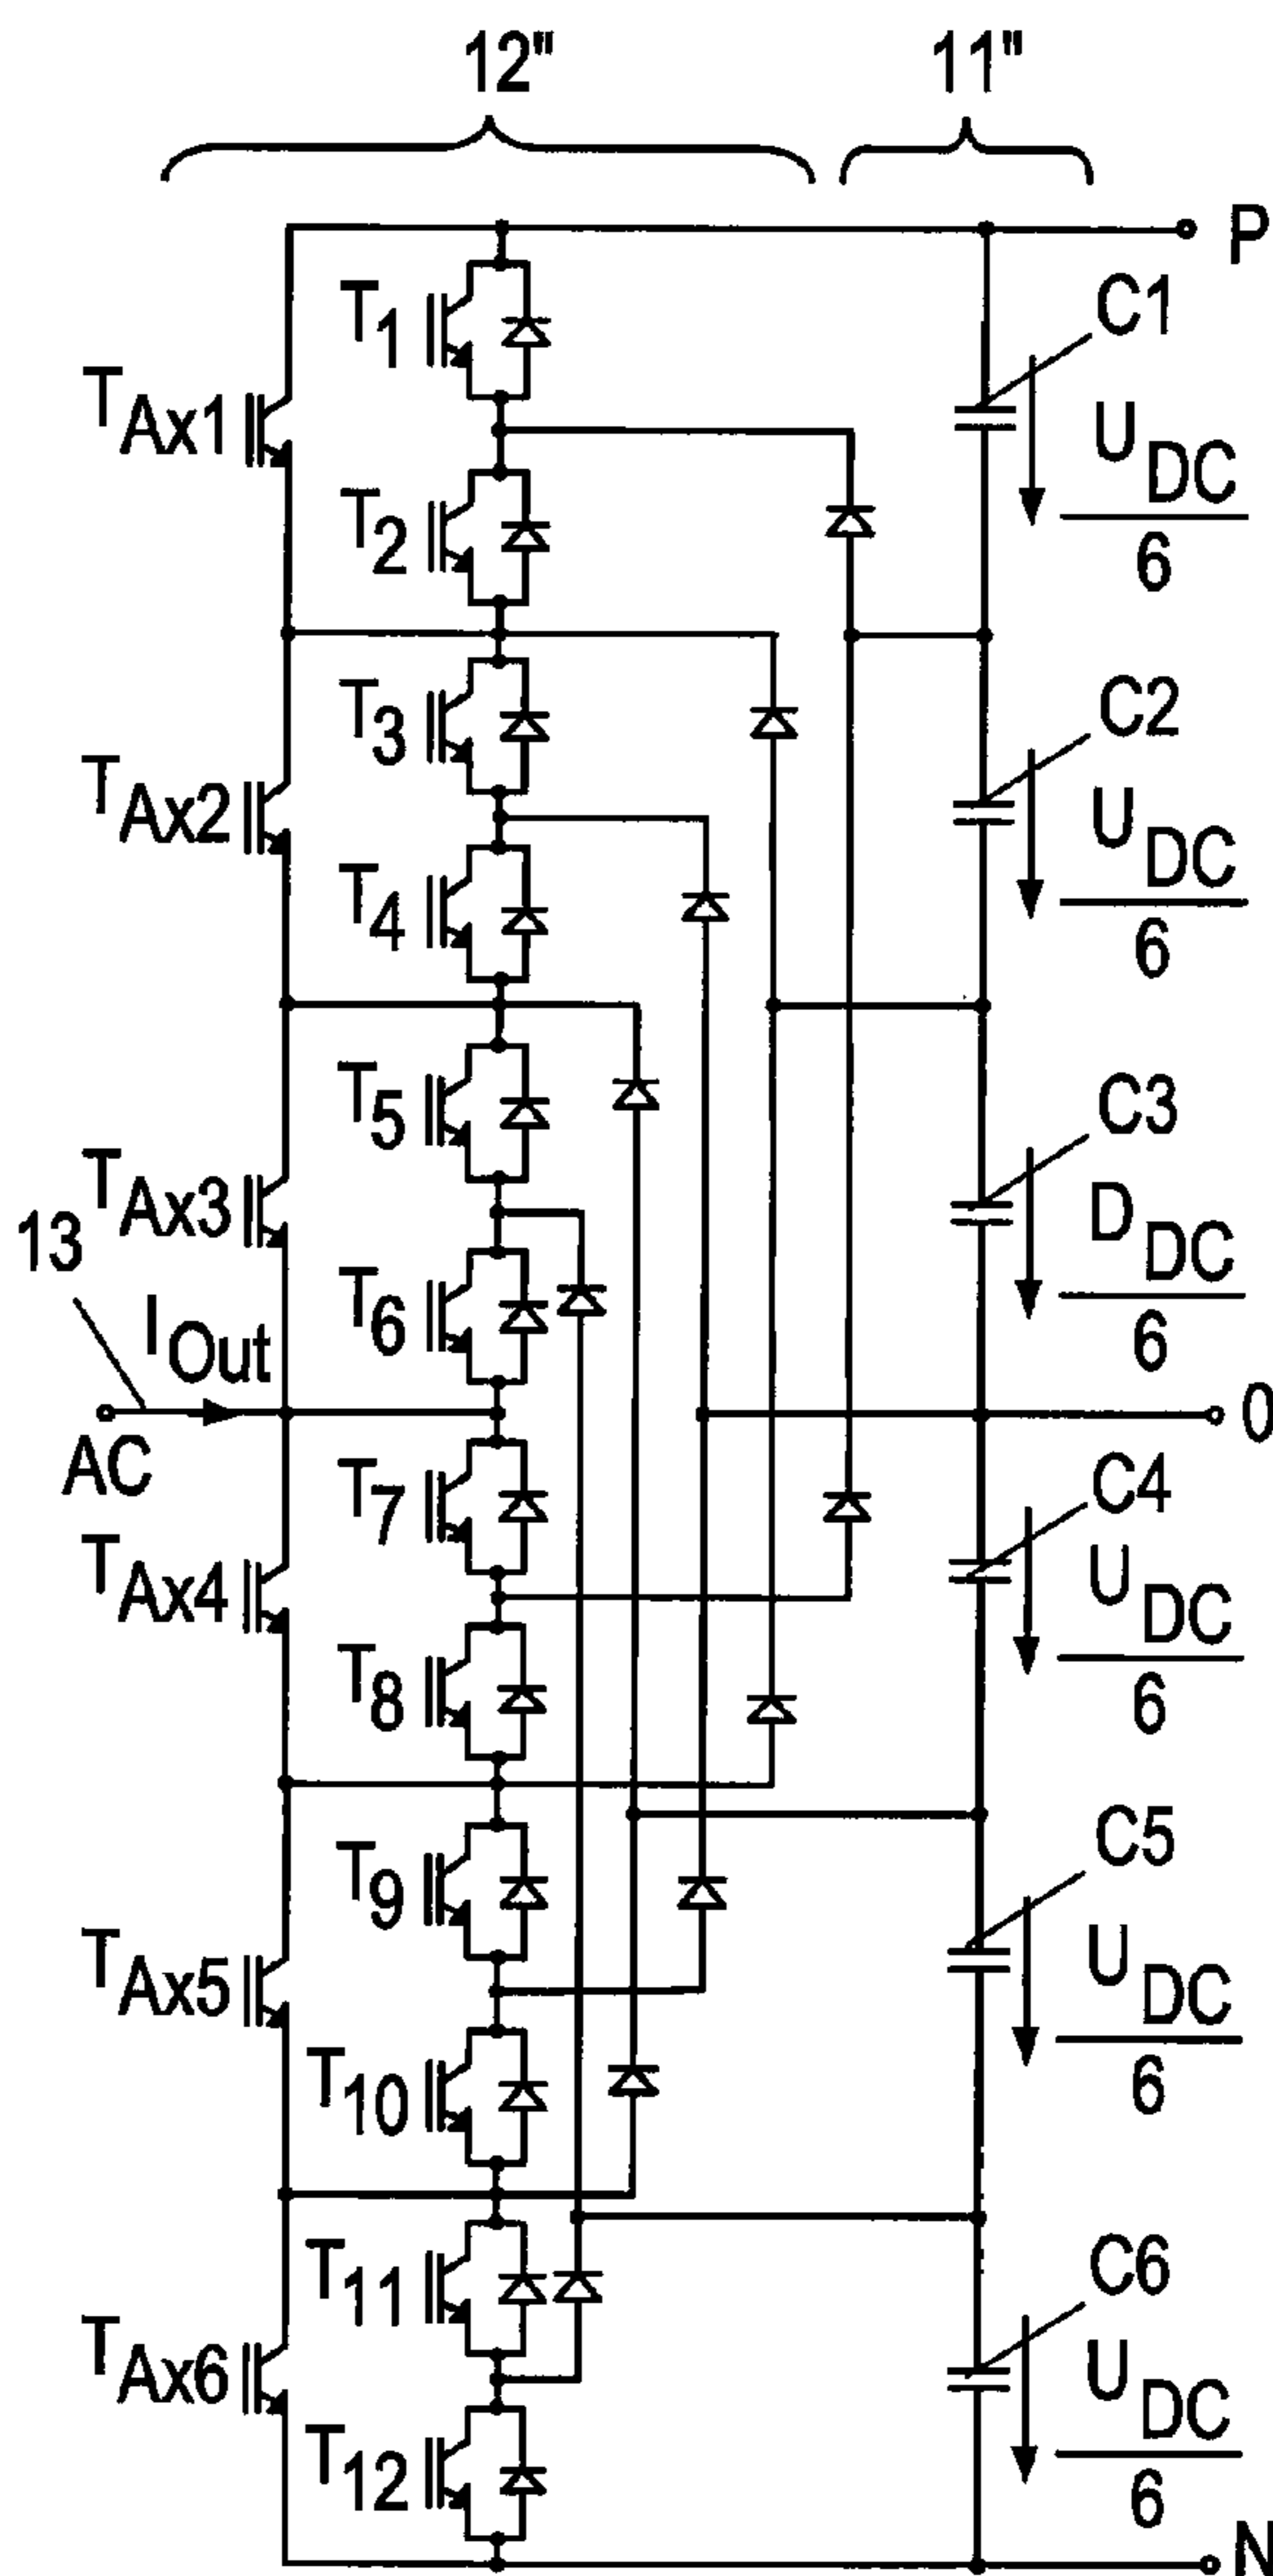 12" 11"
P
T1
C1
TAx1
UDC
6
T2
T3
C2
TAx2
UDC
6
T4
T5
C3
TAx3
DDC
6
13
T6
IOut
0
AC
T7
C4
TAx4
UDC
6
T8
T9
C5
TAx5
UDC
6
T10
T11
C6
TAx6
UDC
6
T12
N